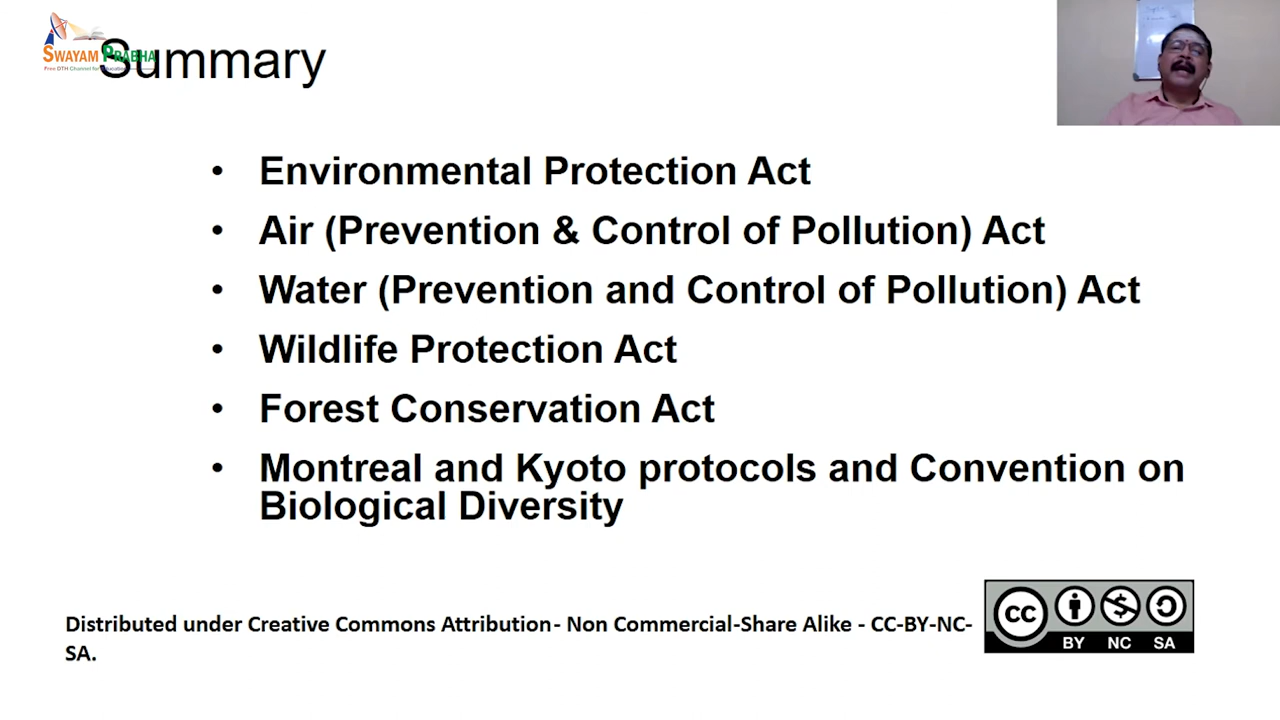 SWAYAM PRABHA
Free DTH Channel for Education
Summary
• Environmental Protection Act
• Air (Prevention & Control of Pollution) Act
• Water (Prevention and Control of Pollution) Act
• Wildlife Protection Act
• Forest Conservation Act
• Montreal and Kyoto protocols and Convention on
Biological Diversity
Distributed under Creative Commons Attribution- Non Commercial-Share Alike - CC-BY-NC-
SA.
CC
BY NC SA